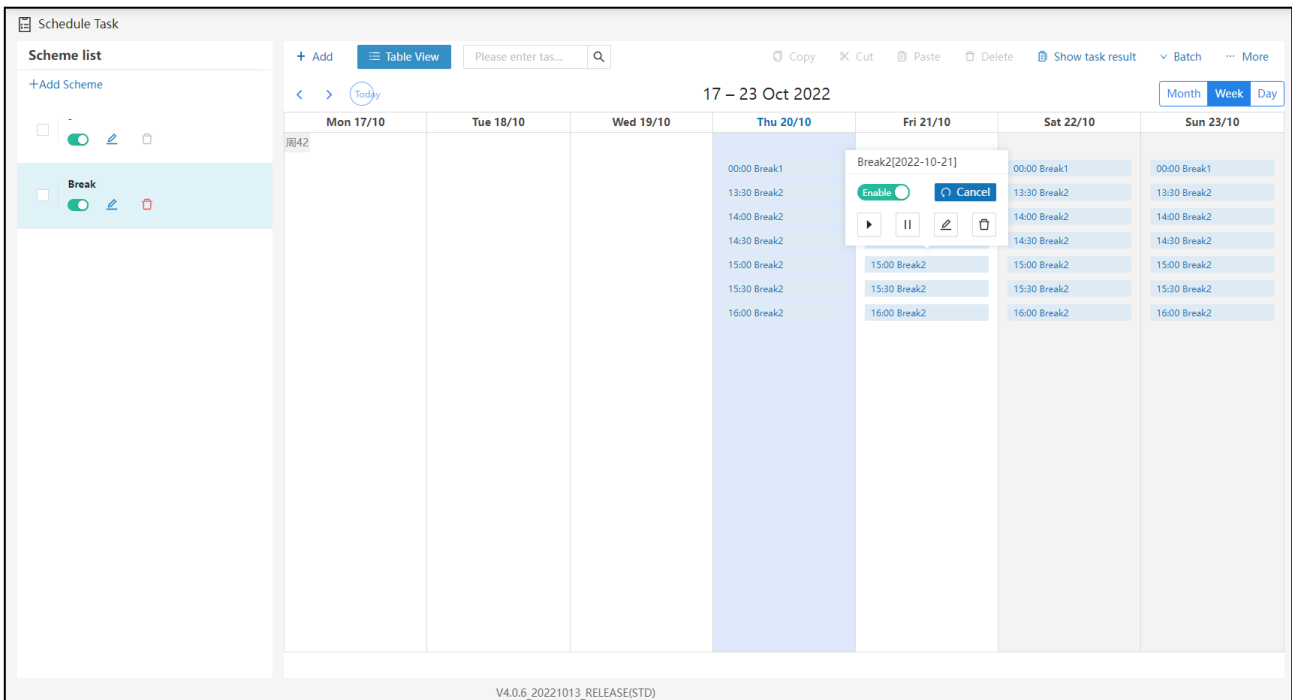 Schedule Task
Scheme list
+Add Scheme
-
Break
+ Add
Table View
Please enter tas...
Copy
Cut
Paste
Delete
Show task result
Batch
··· More
Today
17 – 23 Oct 2022
Month Week Day
Mon 17/10 Tue 18/10 Wed 19/10 Thu 20/10 Fri 21/10 Sat 22/10 Sun 23/10
周42
Break2[2022-10-21]
Enable
Cancel
00:00 Break1 00:00 Break1 00:00 Break1
13:30 Break2 13:30 Break2 13:30 Break2
14:00 Break2 14:00 Break2 14:00 Break2
14:30 Break2 14:30 Break2 14:30 Break2
15:00 Break2 15:00 Break2 15:00 Break2 15:00 Break2
15:30 Break2 15:30 Break2 15:30 Break2 15:30 Break2
16:00 Break2 16:00 Break2 16:00 Break2 16:00 Break2
V4.0.6_20221013_RELEASE(STD)